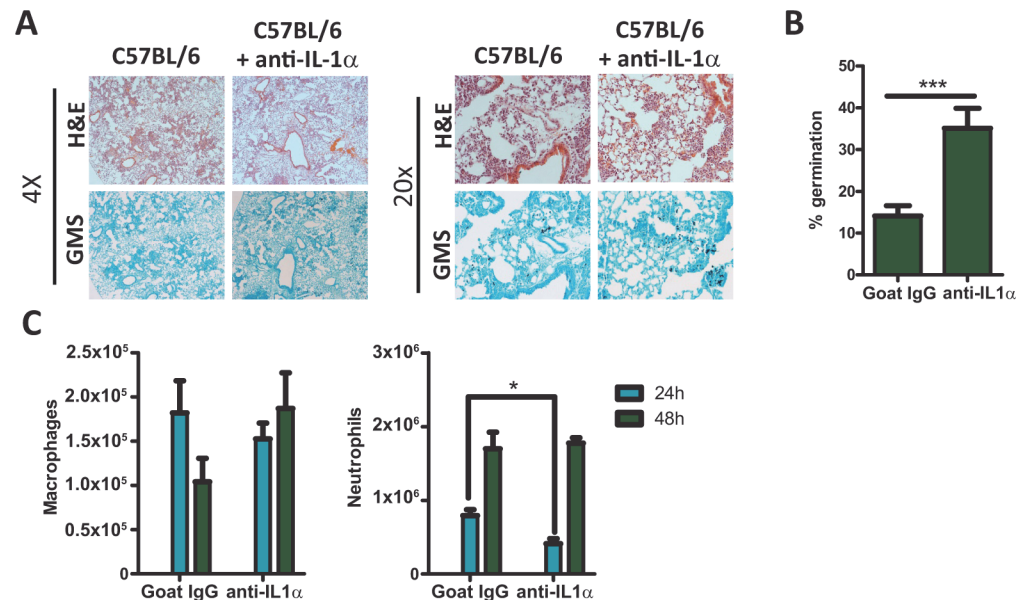 A
C57BL/6
C57BL/6
+ anti-IL-1α
C57BL/6
C57BL/6
+ anti-IL-1α
4X
H&E
GMS
20x
H&E
GMS
B
% germination
50
40
30
20
10
0
***
Goat IgG
anti-IL1α
C
Macrophages
2.5x10⁵
2.0x10⁵
1.5x10⁵
1.0x10⁵
0.5x10⁵
0
Goat IgG
anti-IL1α
Neutrophils
3x10⁶
2x10⁶
1x10⁶
0
*
Goat IgG
anti-IL1α
24h
48h